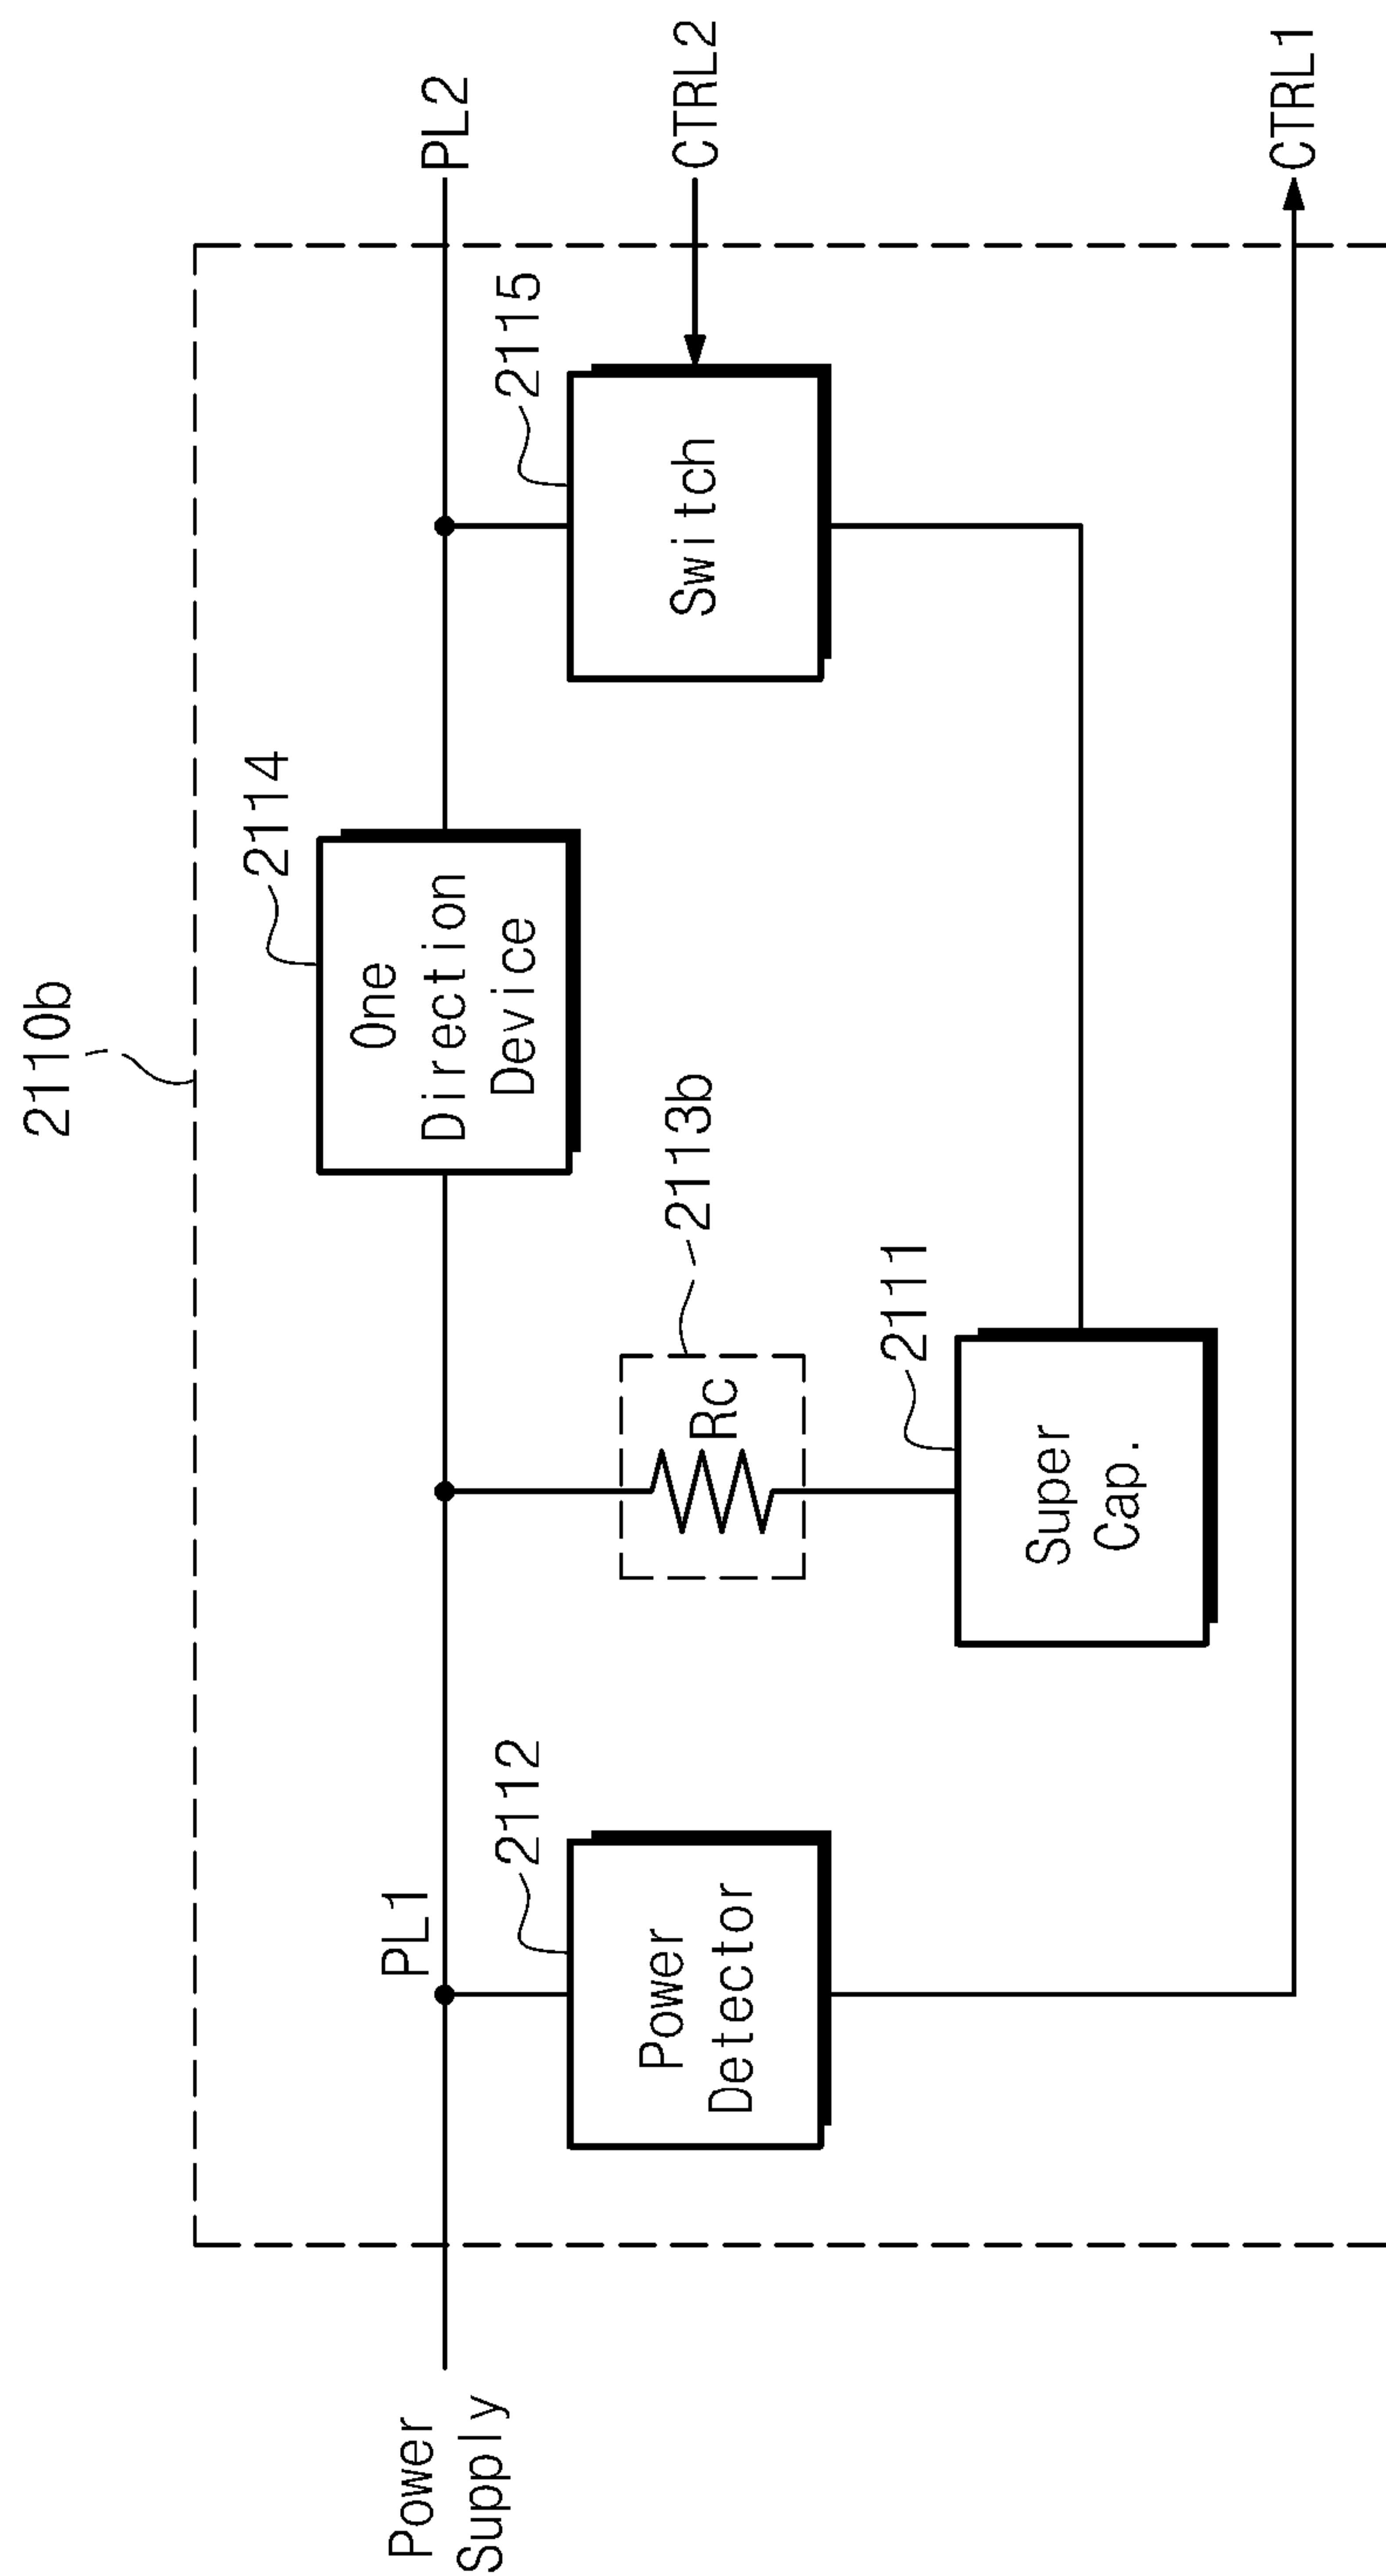 2110b
Power
Supply
PL1
PL2
2114
One
Direction
Device
2112
Power
Detector
2113b
Rc
2115
Switch
CTRL2
2111
Super
Cap.
CTRL1